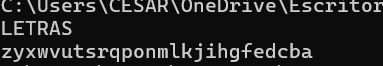 C:\Users\CESAR\OneDrive\Escritor
LETRAS
zyxwvutsrqponmlkjihgfedcba